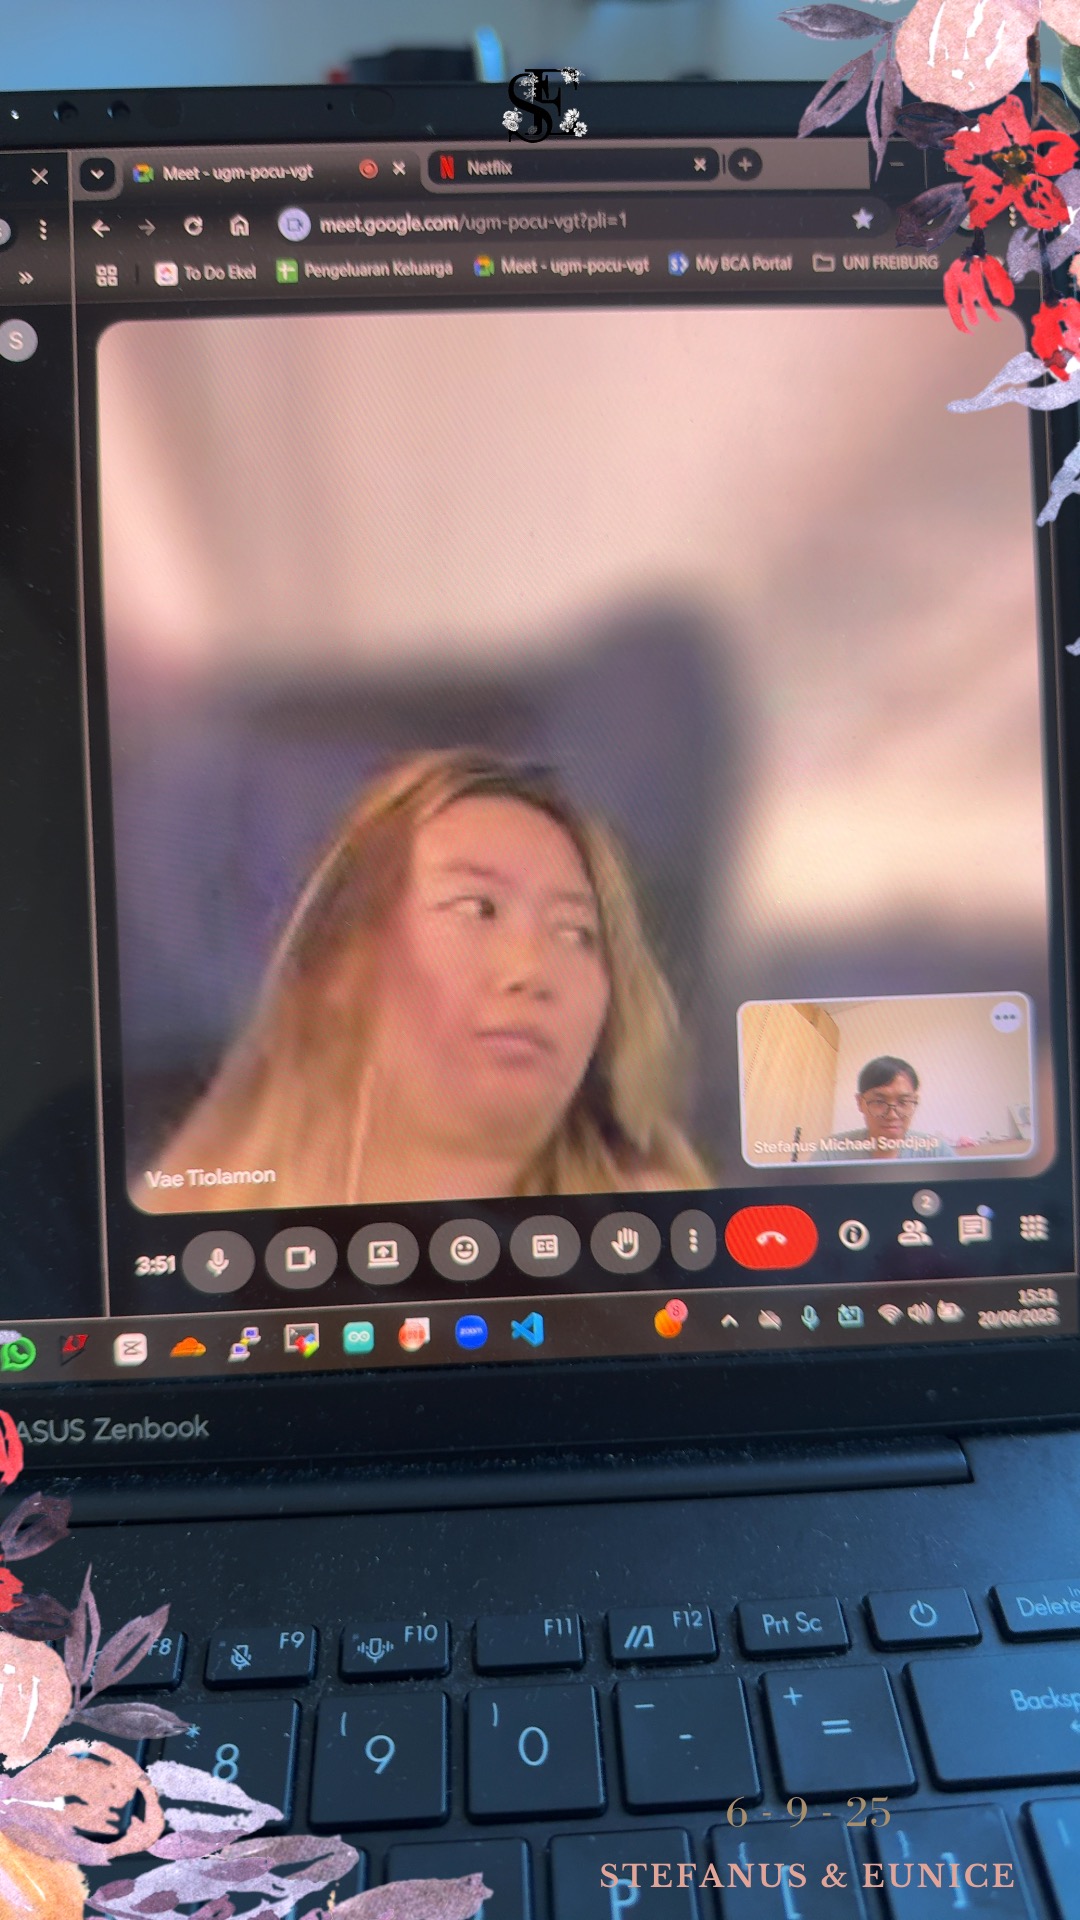 SE
Meet - ugm-pocu-vgt
Netflix
meet.google.com/ugm-pocu-vgt?pli=1
To Do Ekel
Pengeluaran Keluarga
Meet - ugm-pocu-vgt
My BCA Portal
UNI FREIBURG
S
Stefanus Michael Sondjaja
Vae Tiolamon
2
3:51
CC
8
zoom
15:51
20/06/2025
ASUS Zenbook
F8
F9
F10
F11
F12
Prt Sc
Delete
* 8
( 9
) 0
_ -
+ =
Backsp
6 - 9 - 25
STEFANUS & EUNICE
P
{ [
} ]